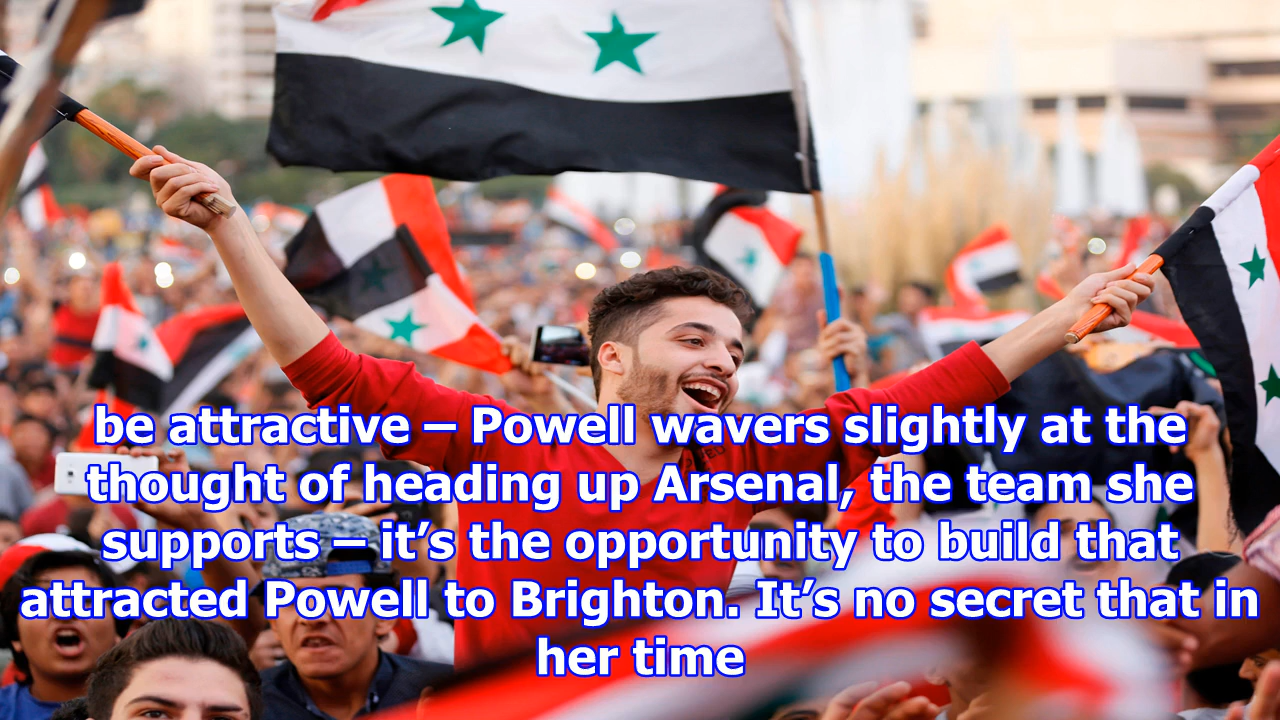 be attractive – Powell wavers slightly at the
thought of heading up Arsenal, the team she
supports – it’s the opportunity to build that
attracted Powell to Brighton. It’s no secret that in
her time